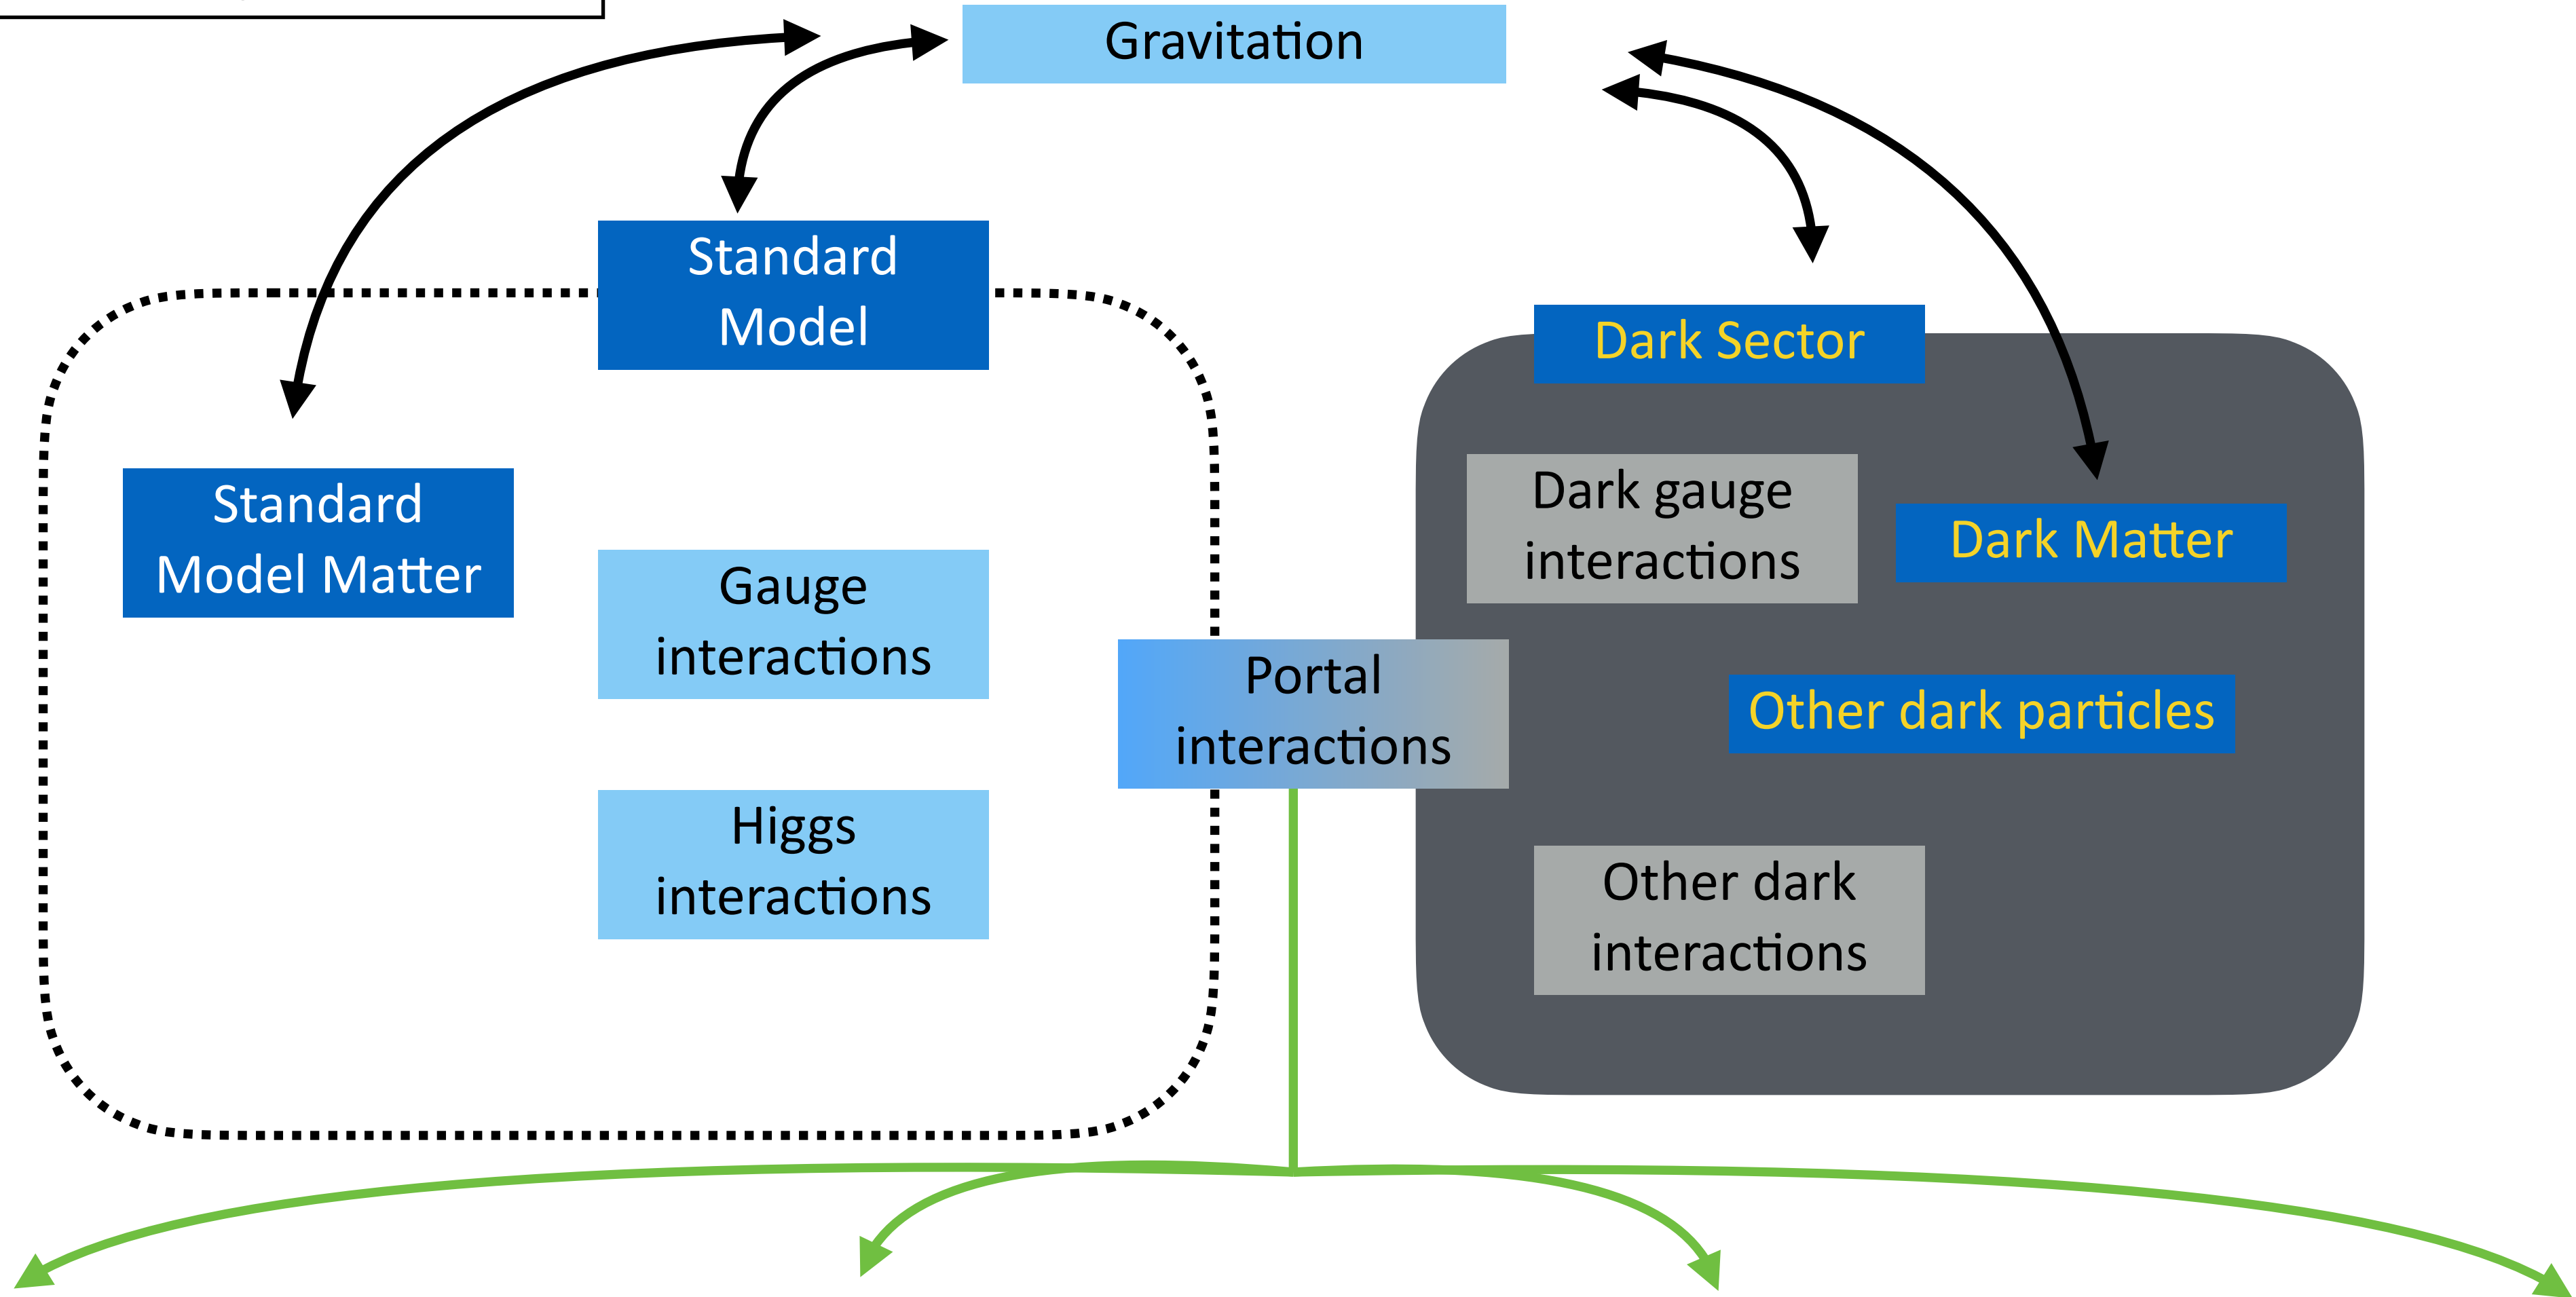 Gravitation
Standard
Model
Dark Sector
Standard
Model Matter
Dark gauge
interactions
Dark Matter
Gauge
interactions
Portal
interactions
Other dark particles
Higgs
interactions
Other dark
interactions